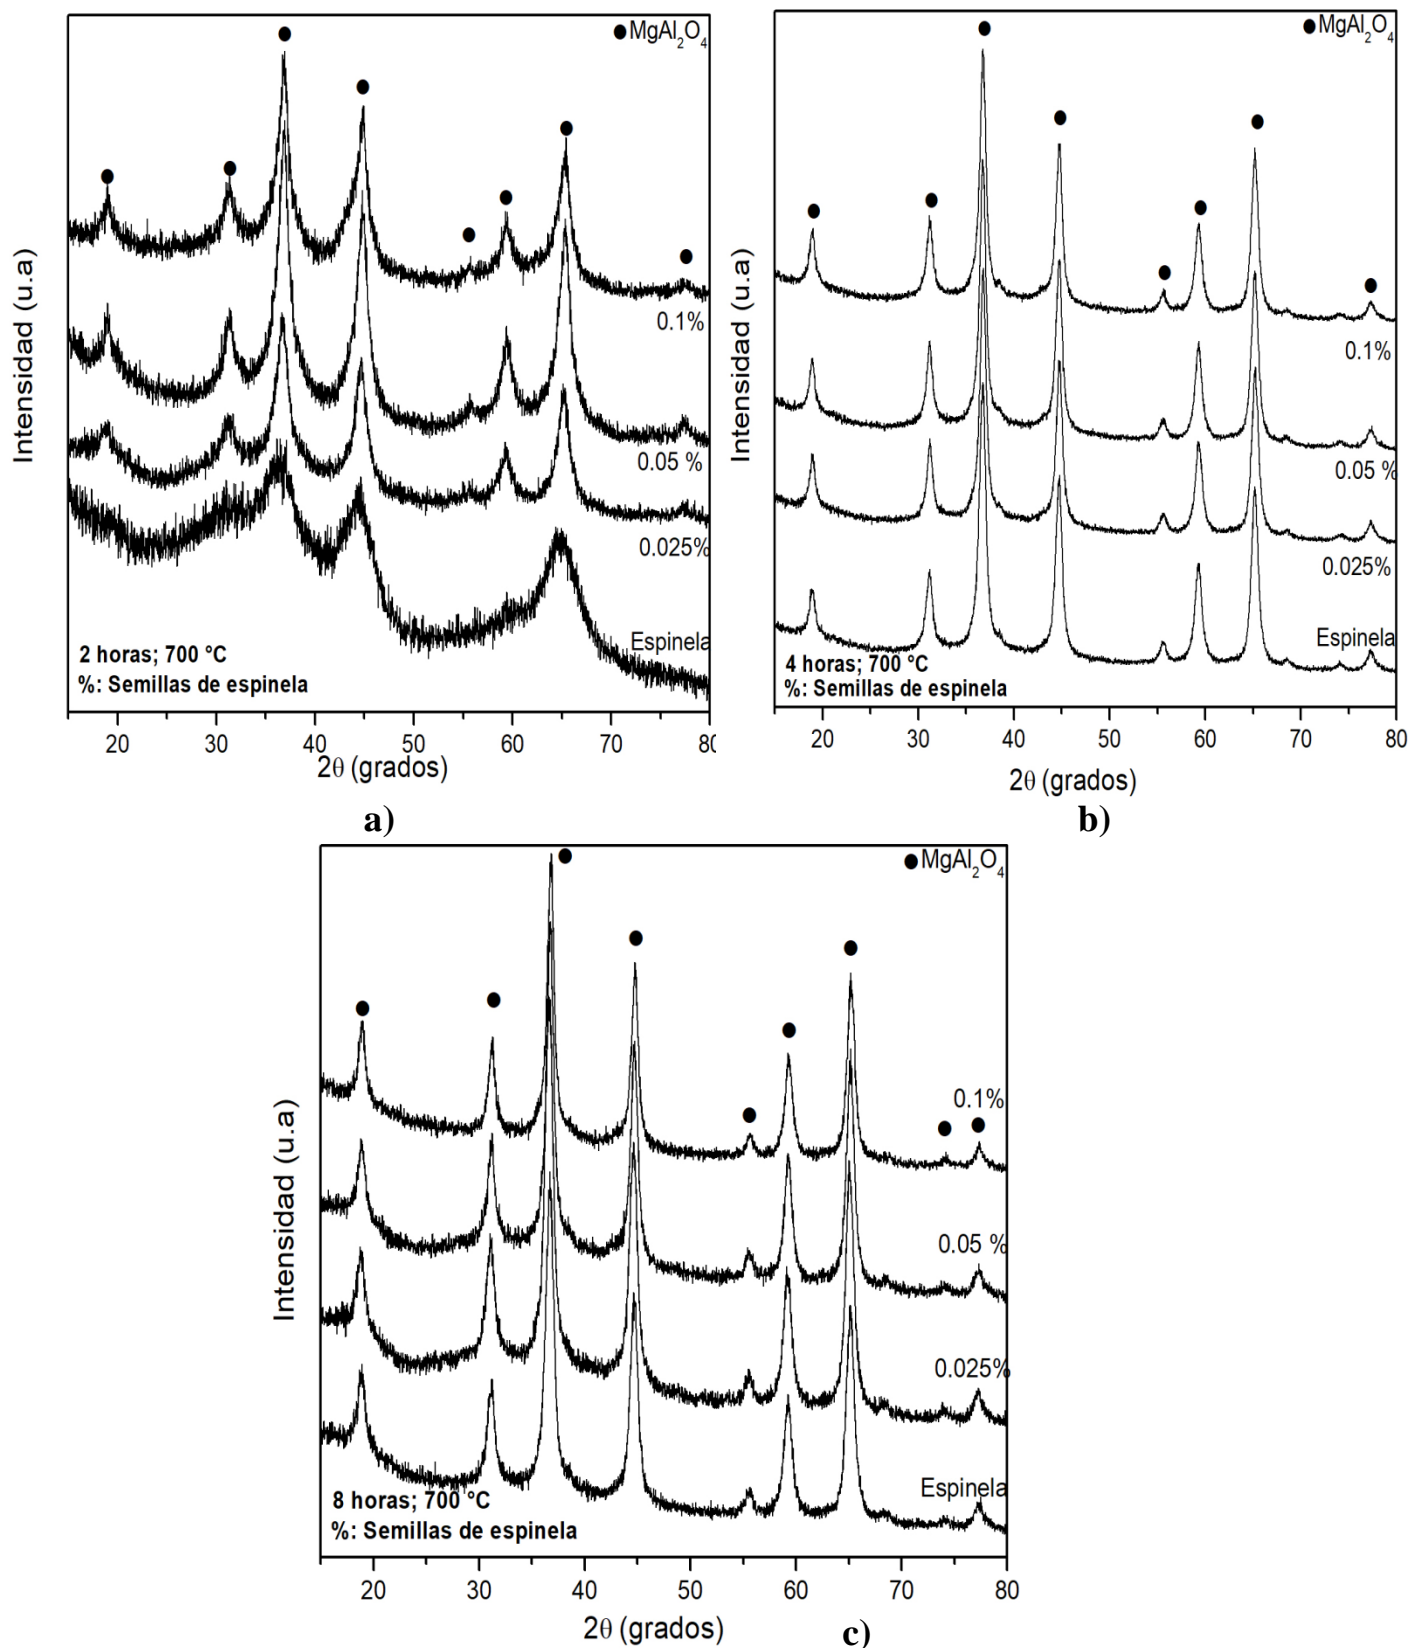 ●MgAl₂O₄
Intensidad (u.a)
0.1%
0.05 %
0.025%
Espinela
2 horas; 700 °C
%: Semillas de espinela
20 30 40 50 60 70 80
2θ (grados)
a)
●MgAl₂O₄
Intensidad (u.a)
0.1%
0.05 %
0.025%
Espinela
4 horas; 700 °C
%: Semillas de espinela
20 30 40 50 60 70 80
2θ (grados)
b)
●MgAl₂O₄
Intensidad (u.a)
0.1%
0.05 %
0.025%
Espinela
8 horas; 700 °C
%: Semillas de espinela
20 30 40 50 60 70 80
2θ (grados)
c)